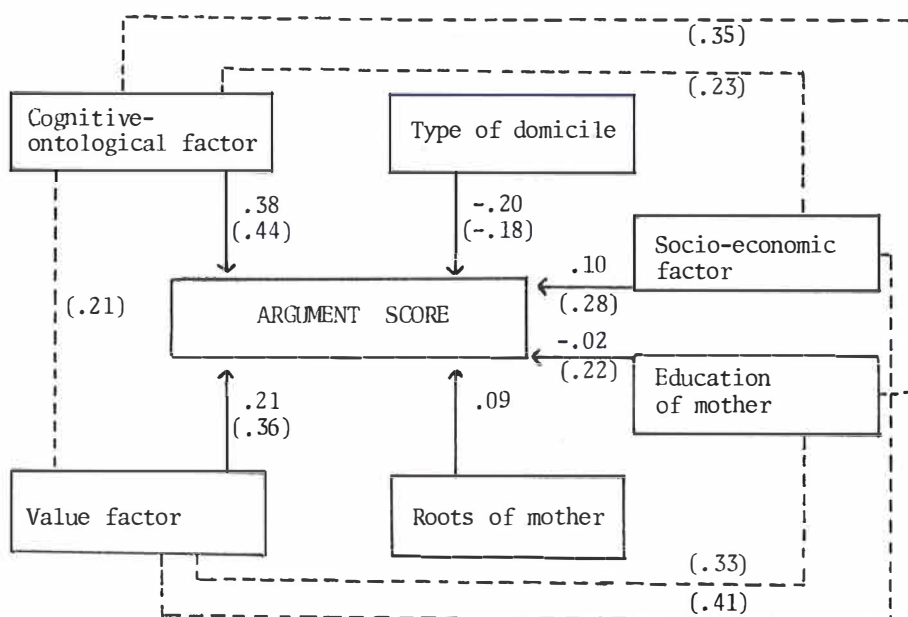 (.35)
(.23)
Cognitive-
ontological factor
Type of domicile
.38
(.44)
-.20
(-.18)
Socio-economic
factor
.10
(.28)
(.21)
ARGUMENT SCORE
-.02
(.22)
Education
of mother
.21
(.36)
.09
Value factor
Roots of mother
(.33)
(.41)